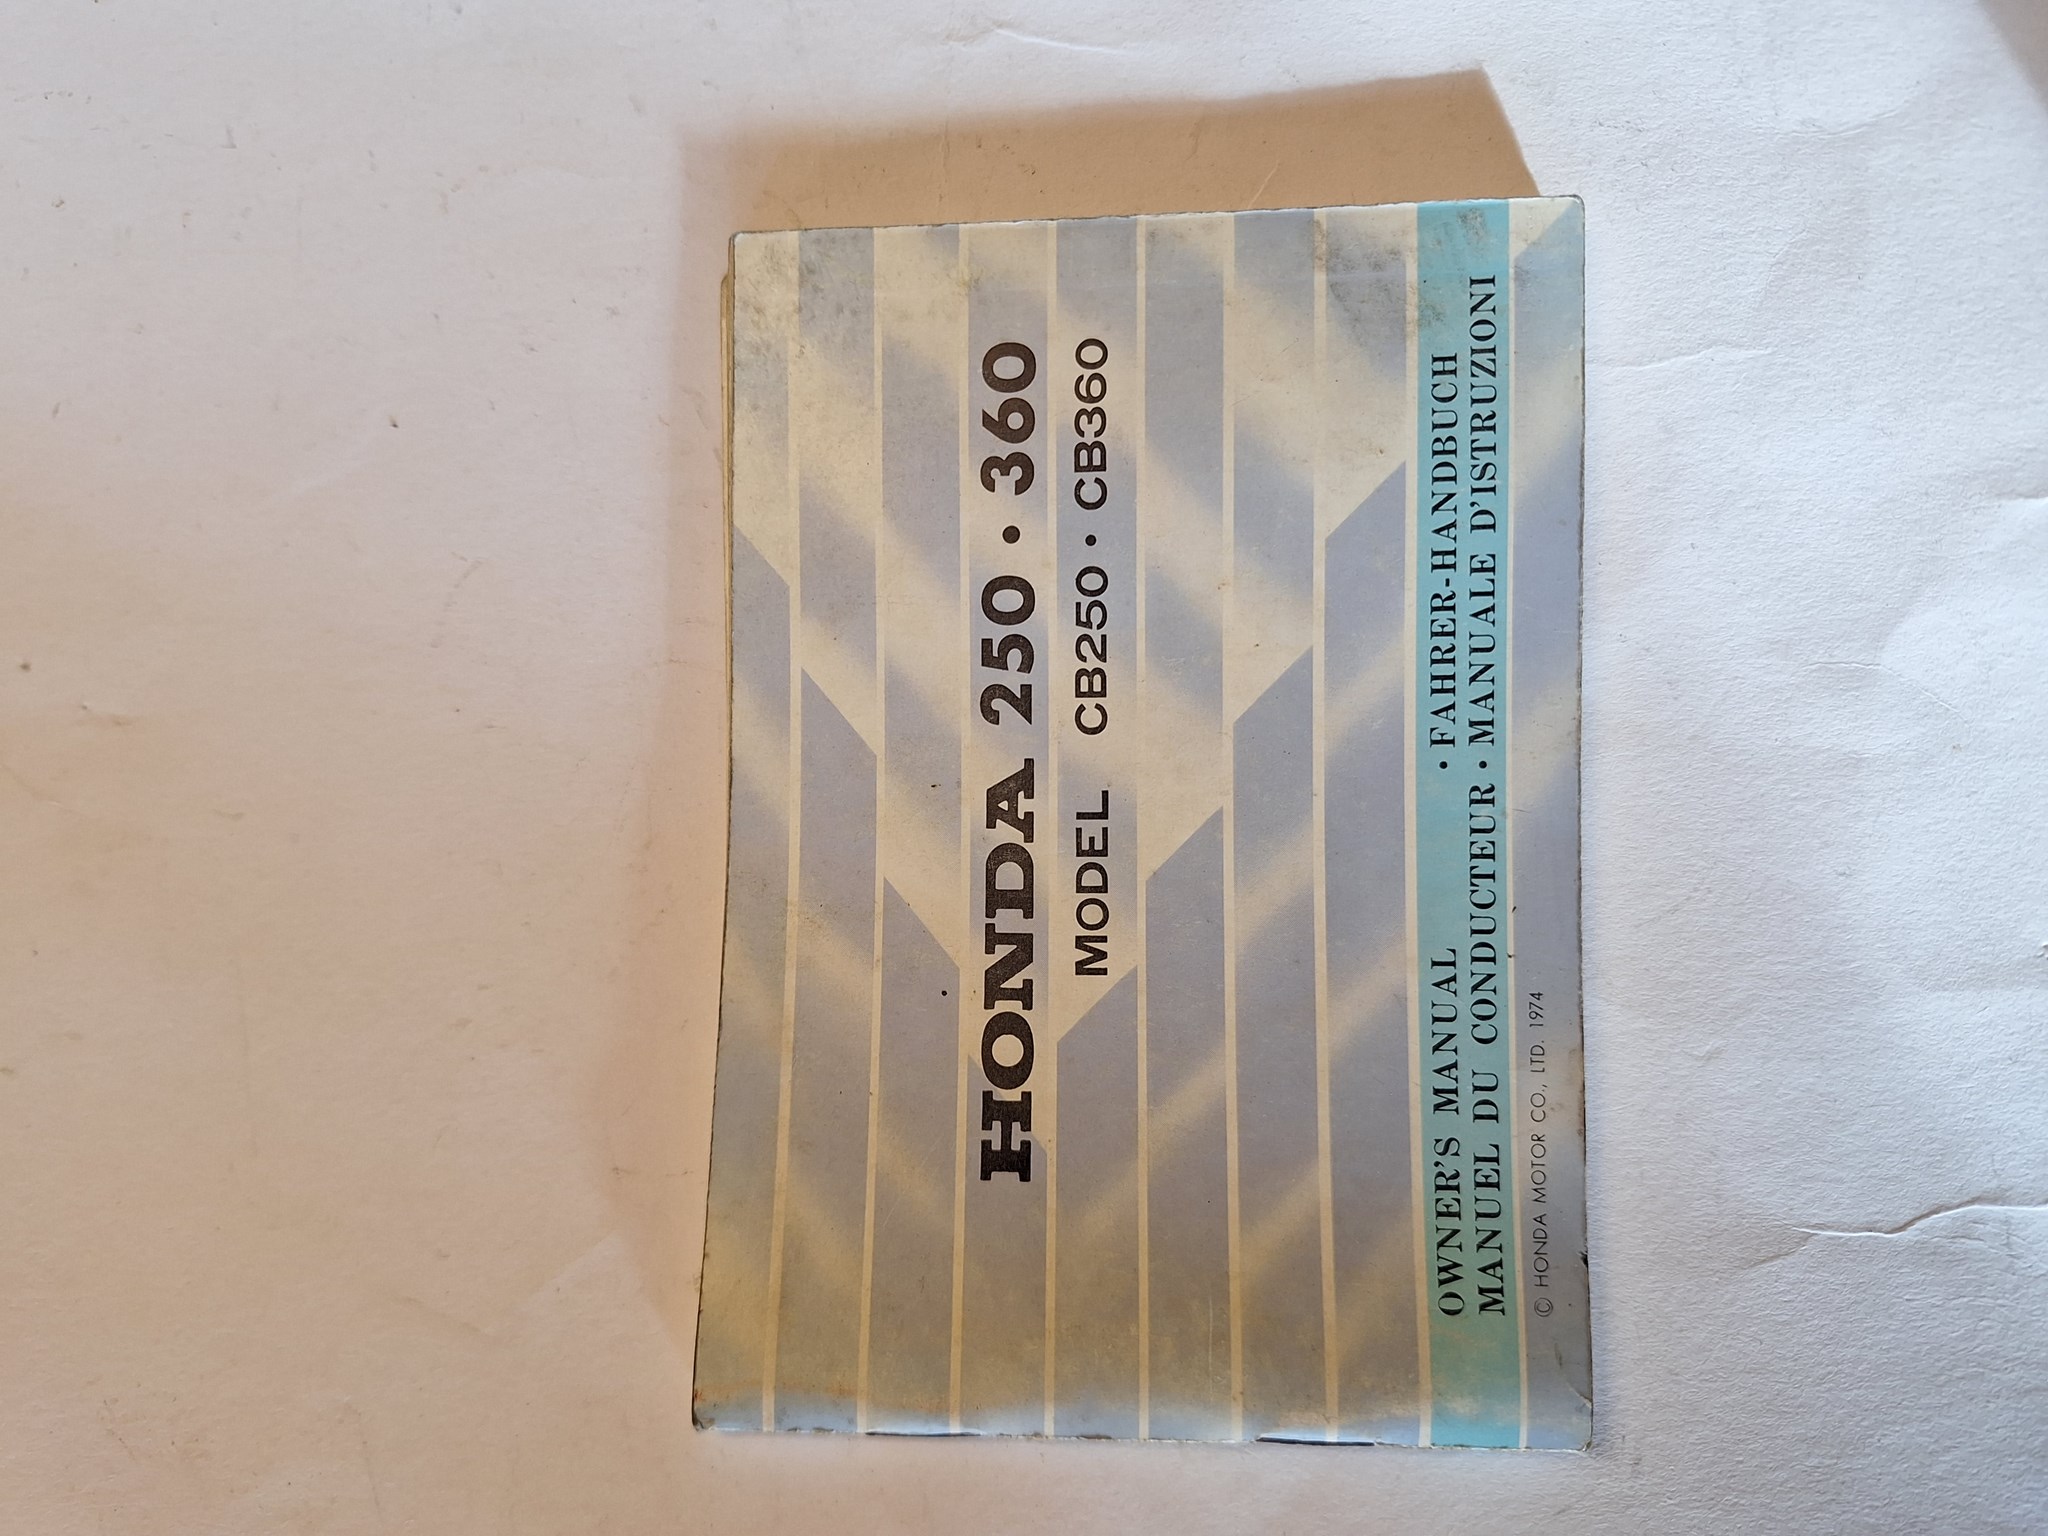 HONDA 250 · 360
MODEL CB250 · CB360
OWNER'S MANUAL · FAHRER-HANDBUCH
MANUEL DU CONDUCTEUR · MANUALE D'ISTRUZIONI
© HONDA MOTOR CO., LTD. 1974